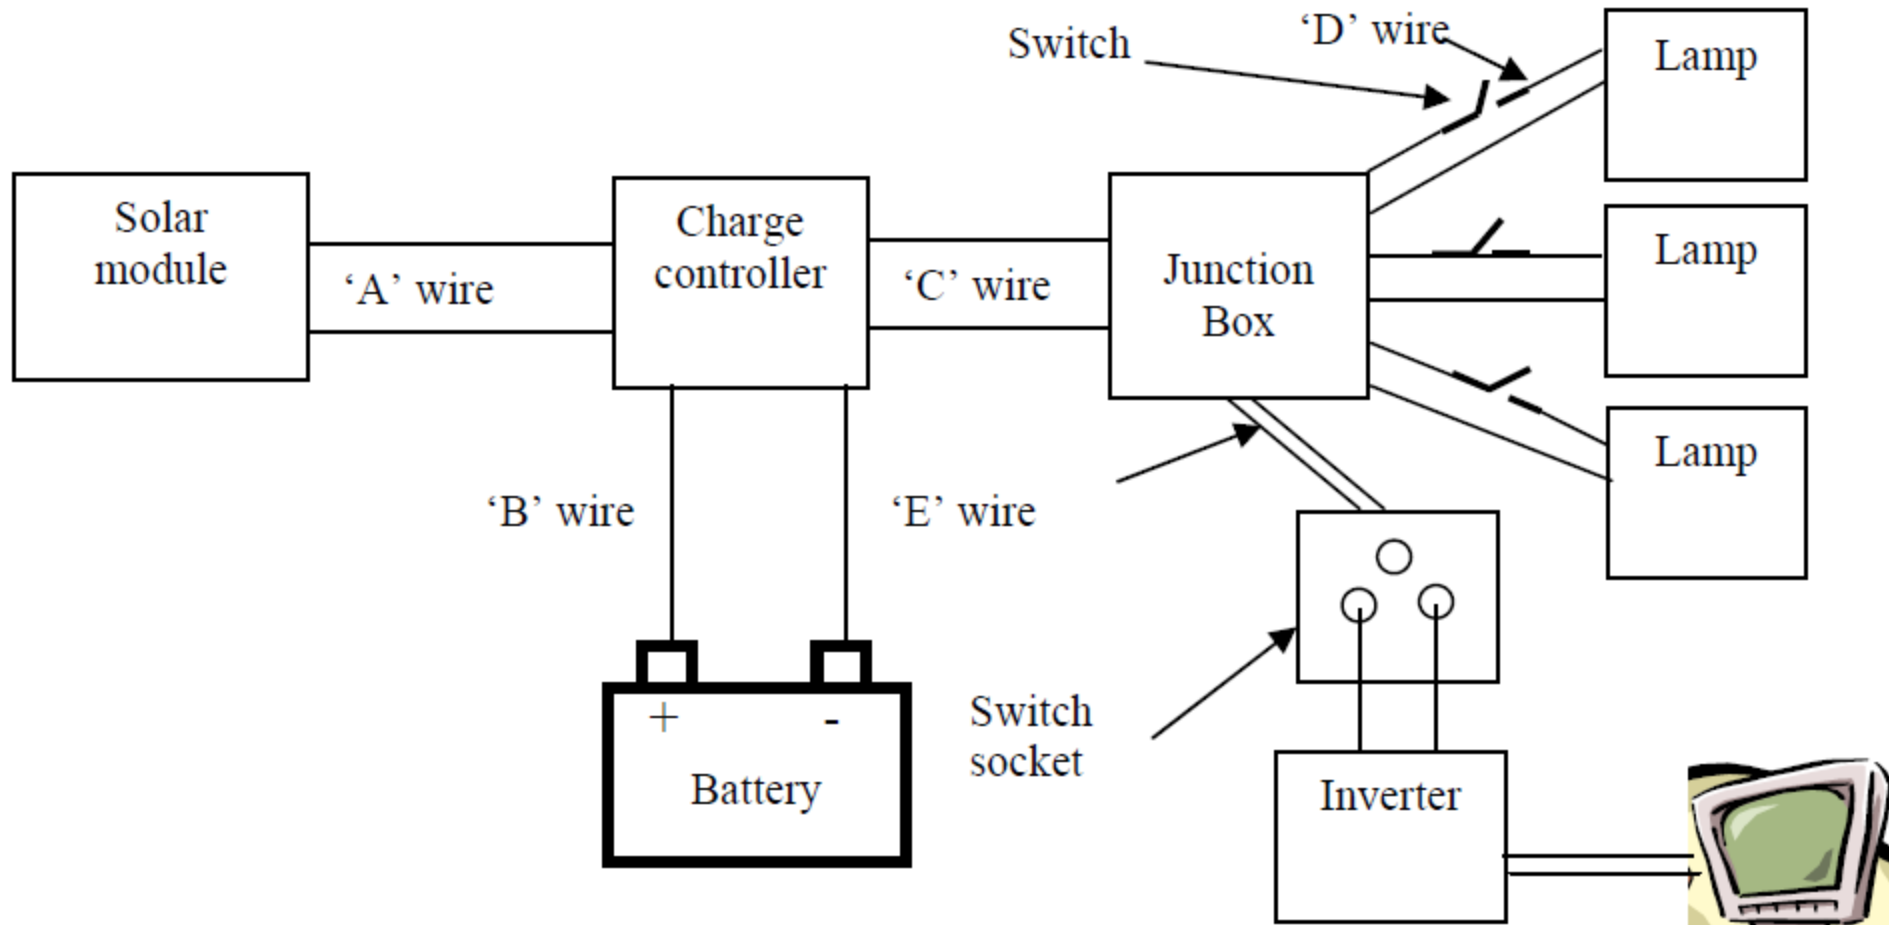 Switch
‘D’ wire
Lamp
Solar
module
‘A’ wire
Charge
controller
‘C’ wire
Junction
Box
Lamp
Lamp
‘B’ wire
‘E’ wire
+ -
Battery
Switch
socket
Inverter